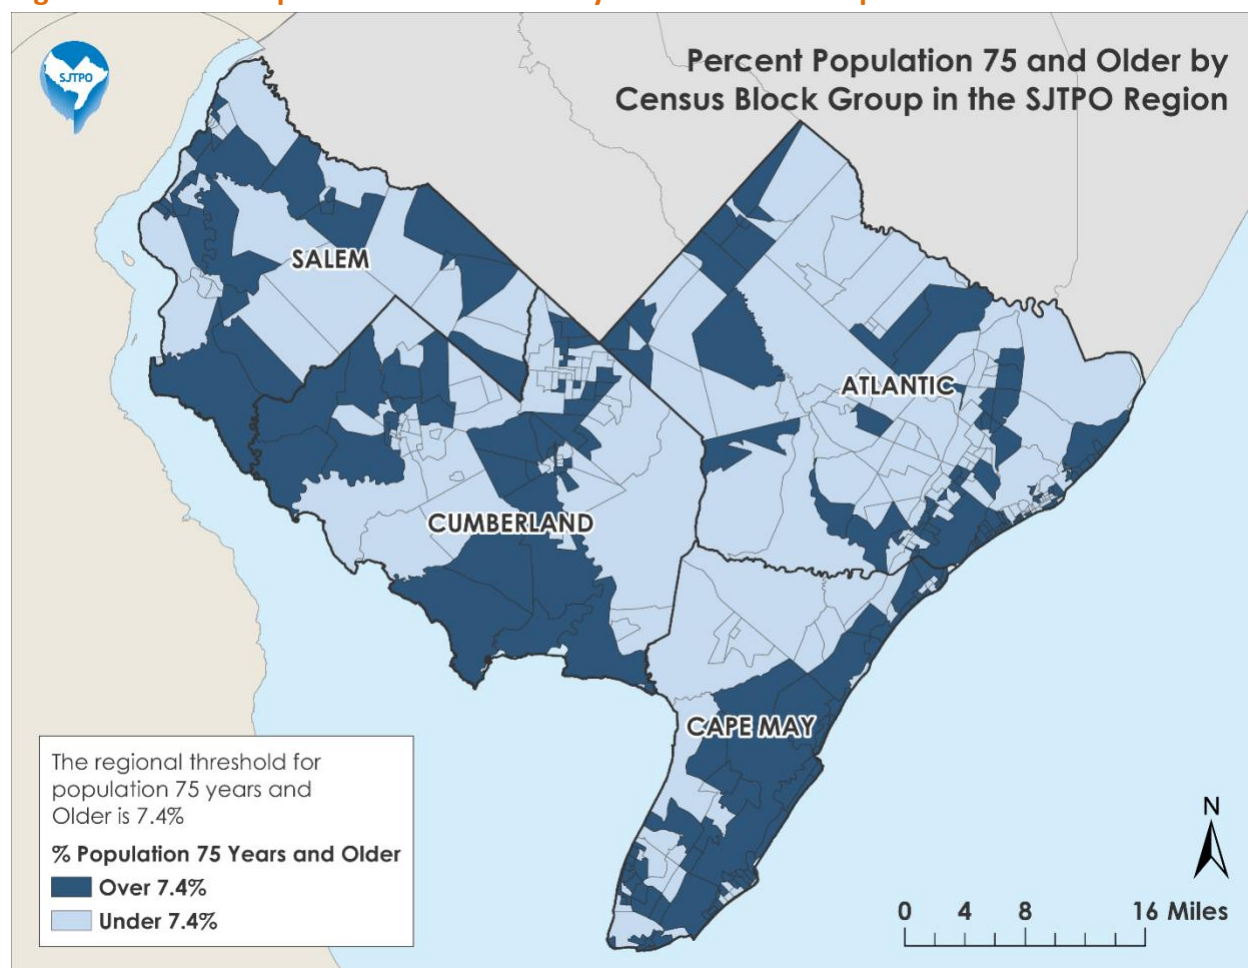 SJTPO
Percent Population 75 and Older by
Census Block Group in the SJTPO Region
SALEM
ATLANTIC
CUMBERLAND
CAPE MAY
The regional threshold for
population 75 years and
Older is 7.4%
% Population 75 Years and Older
Over 7.4%
Under 7.4%
N
0 4 8 16 Miles